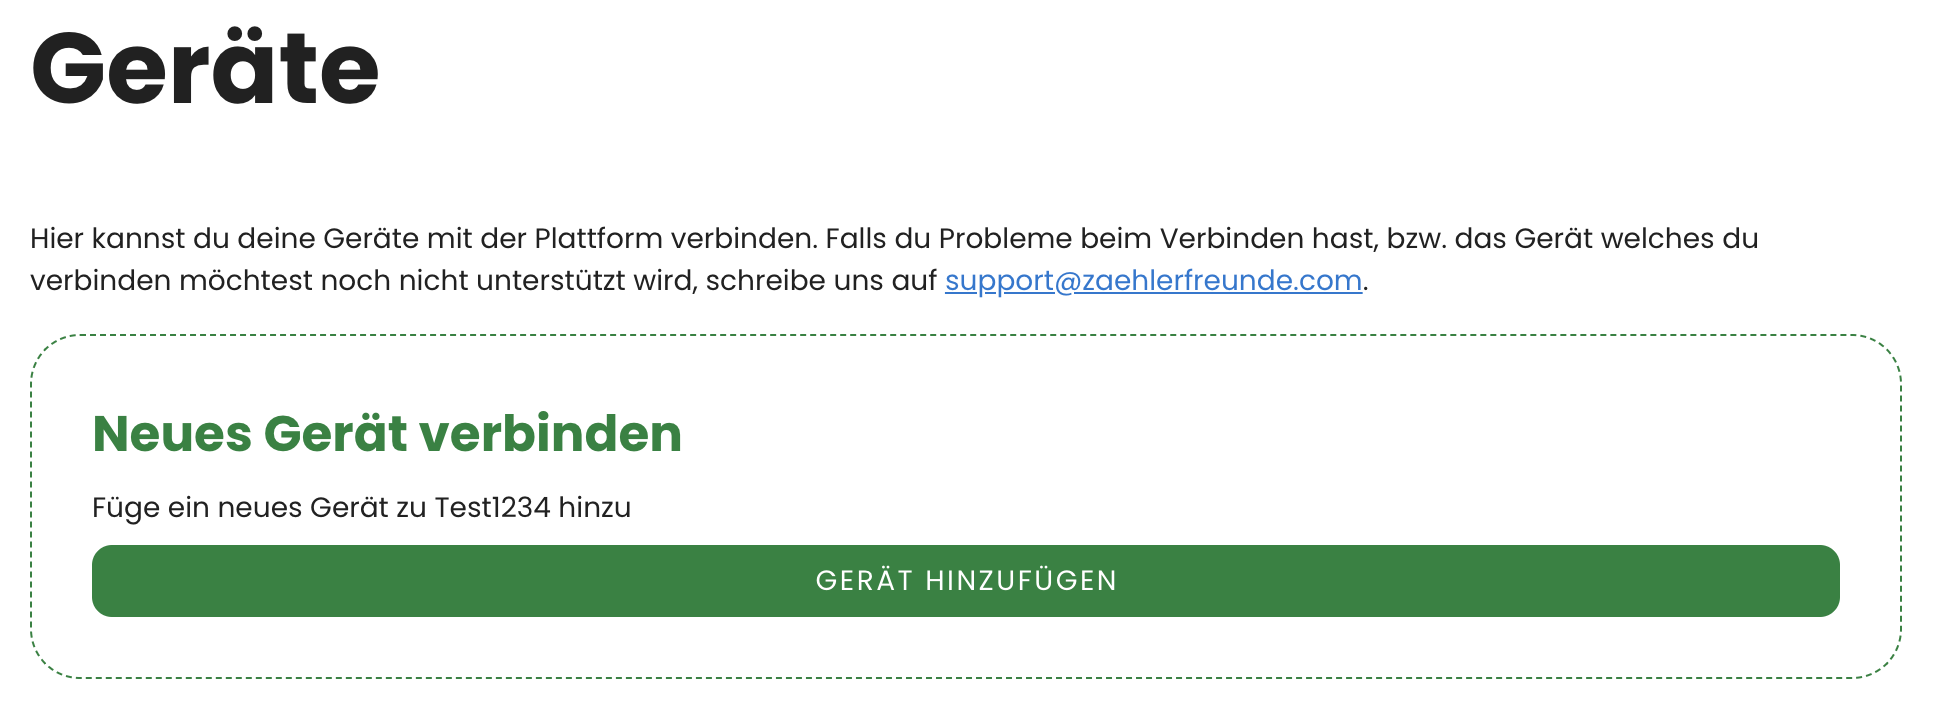 Geräte
Hier kannst du deine Geräte mit der Plattform verbinden. Falls du Probleme beim Verbinden hast, bzw. das Gerät welches du
verbinden möchtest noch nicht unterstützt wird, schreibe uns auf support@zaehlerfreunde.com.
Neues Gerät verbinden
Füge ein neues Gerät zu Test1234 hinzu
GERÄT HINZUFÜGEN